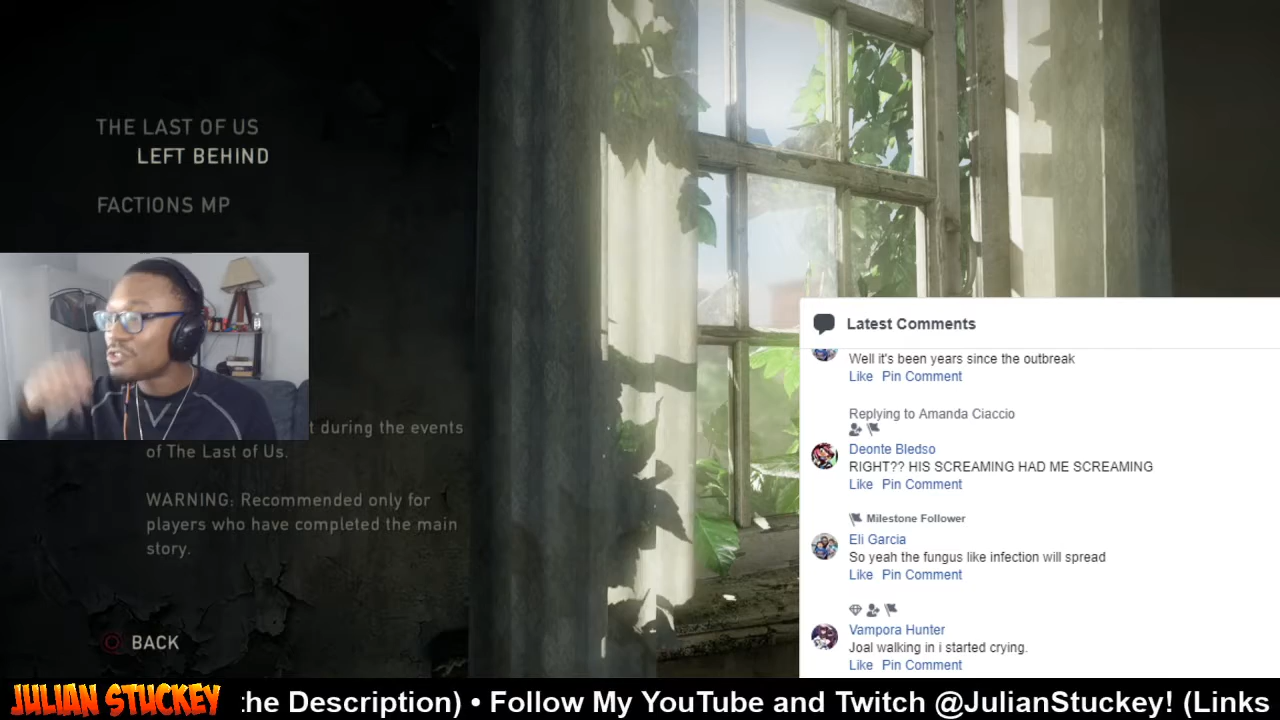 THE LAST OF US
LEFT BEHIND
FACTIONS MP
t during the events
of The Last of Us.
WARNING: Recommended only for
players who have completed the main
story.
BACK
Latest Comments
Well it's been years since the outbreak
Like Pin Comment
Replying to Amanda Ciaccio
Deonte Bledso
RIGHT?? HIS SCREAMING HAD ME SCREAMING
Like Pin Comment
Milestone Follower
Eli Garcia
So yeah the fungus like infection will spread
Like Pin Comment
Vampora Hunter
Joal walking in i started crying.
Like Pin Comment
JULIAN STUCKEY
the Description) • Follow My YouTube and Twitch @JulianStuckey! (Links